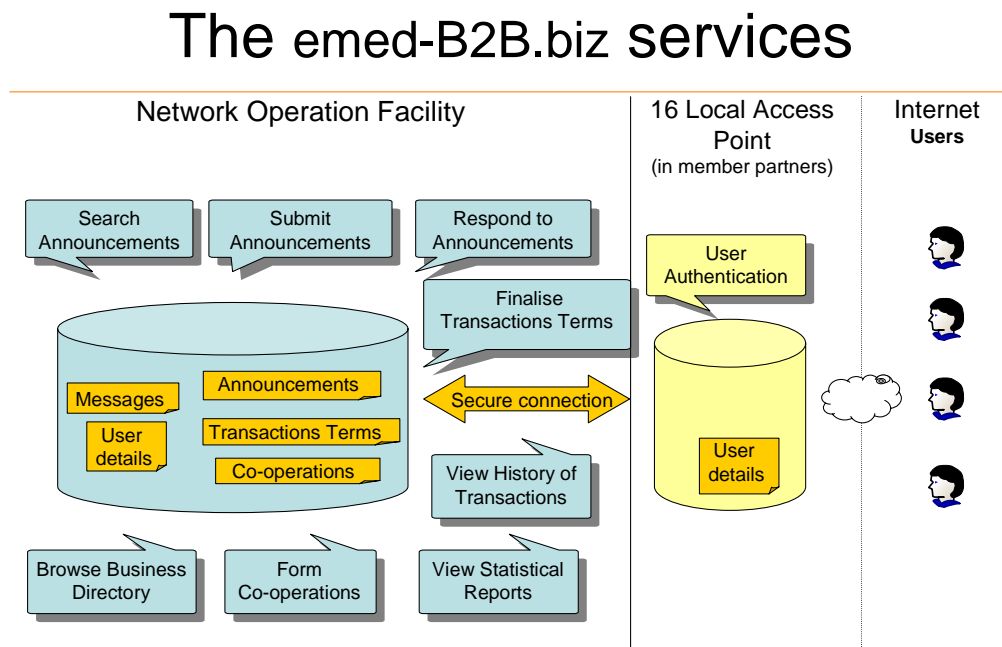 The emed-B2B.biz services
Network Operation Facility
16 Local Access
Point
(in member partners)
Internet
Users
Search
Announcements
Submit
Announcements
Respond to
Announcements
User
Authentication
Finalise
Transactions Terms
Messages
User
details
Announcements
Transactions Terms
Co-operations
Secure connection
User
details
View History of
Transactions
Browse Business
Directory
Form
Co-operations
View Statistical
Reports